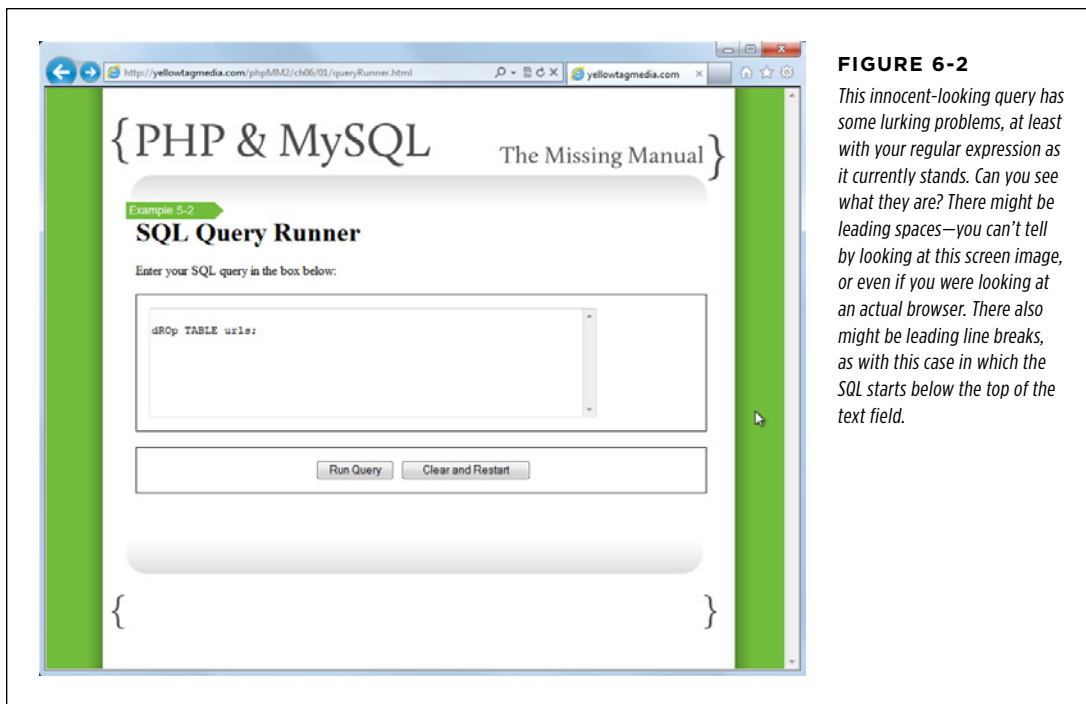 http://yellowtagmedia.com/phpMM2/ch06/01/queryRunner.html
yellowtagmedia.com
{PHP & MySQL
The Missing Manual}
Example 5-2
SQL Query Runner
Enter your SQL query in the box below:
dROp TABLE urls;
Run Query
Clear and Restart
{
}
FIGURE 6-2
This innocent-looking query has
some lurking problems, at least
with your regular expression as
it currently stands. Can you see
what they are? There might be
leading spaces—you can't tell
by looking at this screen image,
or even if you were looking at
an actual browser. There also
might be leading line breaks,
as with this case in which the
SQL starts below the top of the
text field.